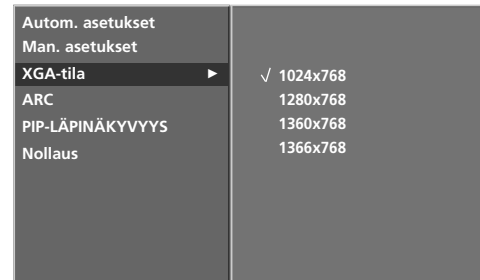 Autom. asetukset
Man. asetukset
XGA-tila ►
ARC
PIP-LÄPINÄKYVYYS
Nollaus
√ 1024x768
1280x768
1360x768
1366x768